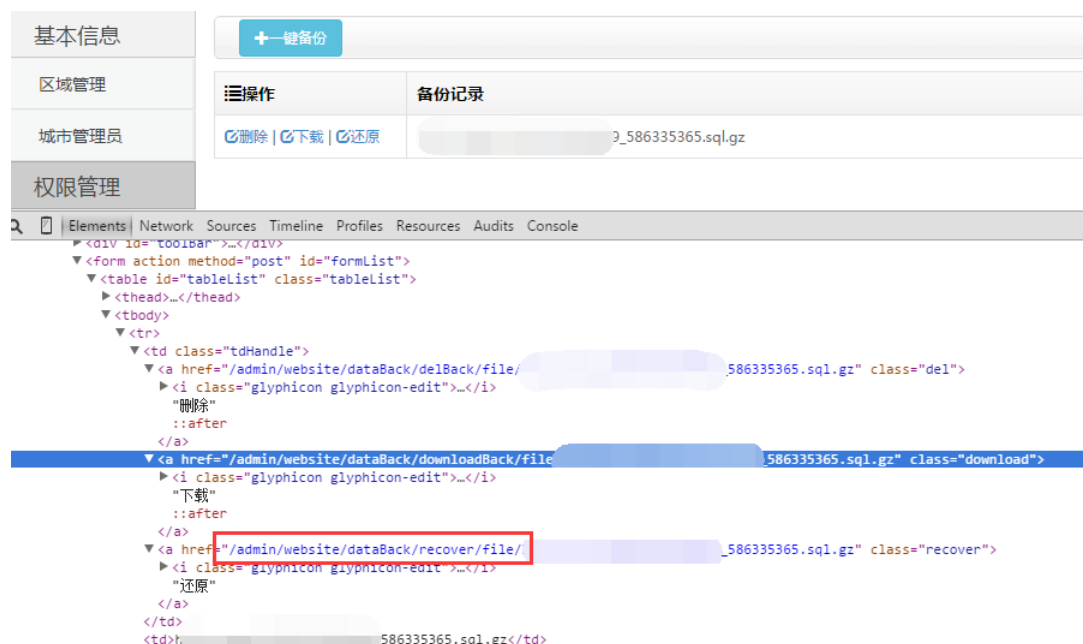 基本信息
一键备份
区域管理
操作 备份记录
城市管理员
删除 | 下载 | 还原 9_586335365.sql.gz
权限管理
Elements Network Sources Timeline Profiles Resources Audits Console
▶<div id="toolBar">…</div>
▼<form action method="post" id="formList">
▼<table id="tableList" class="tableList">
▶<thead>…</thead>
▼<tbody>
▼<tr>
▼<td class="tdHandle">
▼<a href="/admin/website/dataBack/delBack/file/ _586335365.sql.gz" class="del">
▶<i class="glyphicon glyphicon-edit">…</i>
"删除"
::after
</a>
▼<a href="/admin/website/dataBack/downloadBack/file _586335365.sql.gz" class="download">
▶<i class="glyphicon glyphicon-edit">…</i>
"下载"
::after
</a>
▼<a href="/admin/website/dataBack/recover/file/ _586335365.sql.gz" class="recover">
▶<i class="glyphicon glyphicon-edit">…</i>
"还原"
</a>
</td>
<td>h 586335365.sql.gz</td>